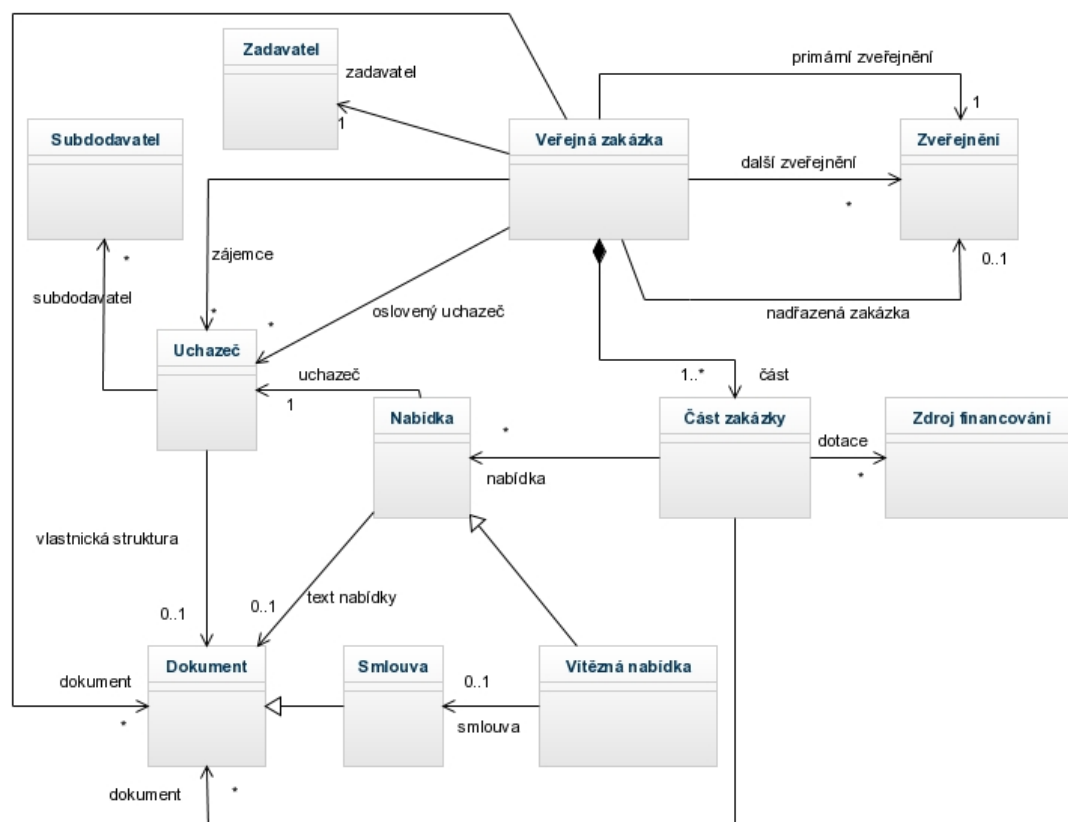 Zadavatel
zadavatel
1
primární zveřejnění
1
Subdodavatel
Veřejná zakázka
Zveřejnění
další zveřejnění
*
*
zájemce
0..1
subdodavatel
oslovený uchazeč
nadřazená zakázka
*
*
Uchazeč
uchazeč
1
1..*
část
Nabídka
*
Část zakázky
Zdroj financování
dotace
*
nabídka
vlastnická struktura
text nabídky
0..1
0..1
Dokument
Smlouva
Vítězná nabídka
dokument
0..1
*
smlouva
dokument
*